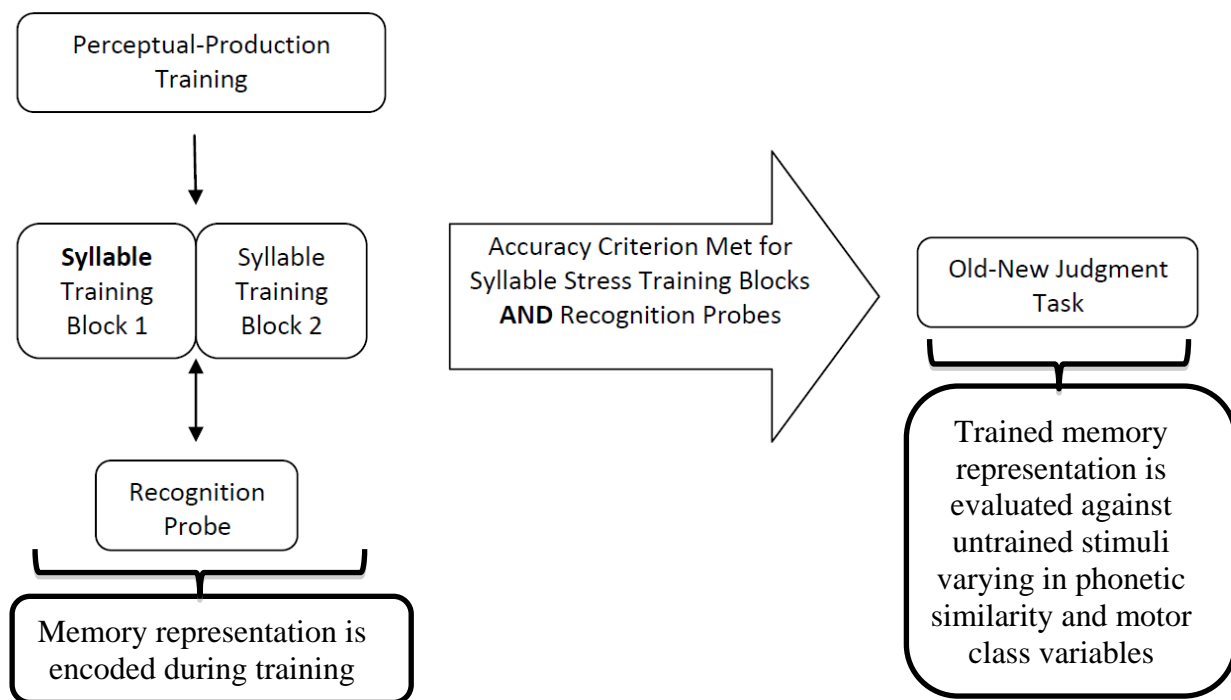 Perceptual-Production
Training
Syllable
Training
Block 1
Syllable
Training
Block 2
Recognition
Probe
Memory representation is
encoded during training
Accuracy Criterion Met for
Syllable Stress Training Blocks
AND Recognition Probes
Old-New Judgment
Task
Trained memory
representation is
evaluated against
untrained stimuli
varying in phonetic
similarity and motor
class variables